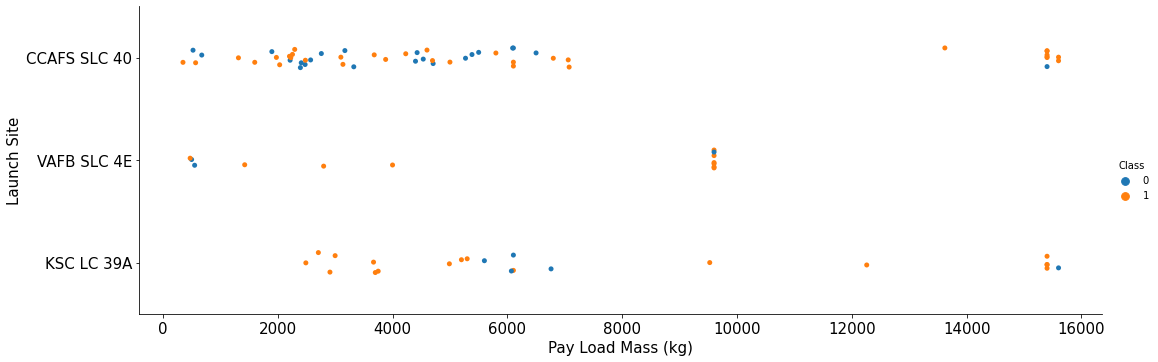 CCAFS SLC 40
VAFB SLC 4E
KSC LC 39A
Launch Site
0 2000 4000 6000 8000 10000 12000 14000 16000
Pay Load Mass (kg)
Class
0
1